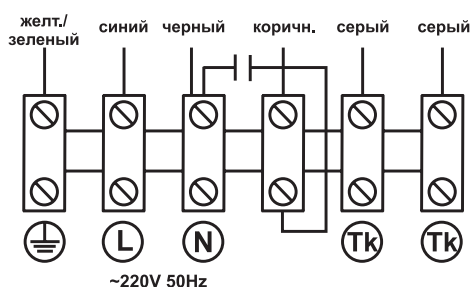 желт./
зеленый
синий
черный
коричн.
серый
серый
L
N
Tk
Tk
~220V 50Hz